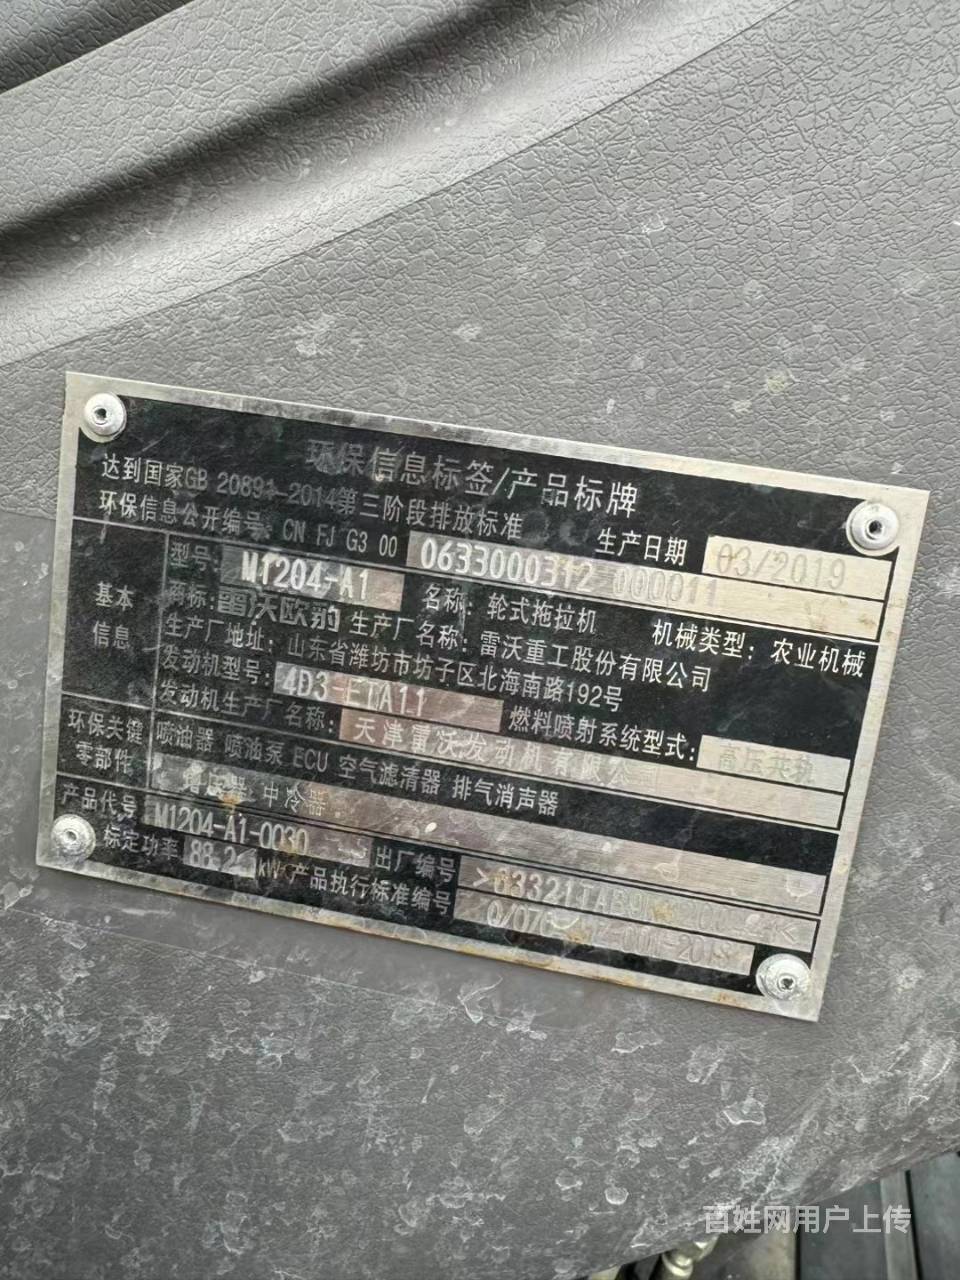 环保信息标签/产品标牌
达到国家GB 20891-2014第三阶段排放标准
生产日期 03/2019
环保信息公开编号: CN FJ G3 00 0633000312 000011
基本信息
型号: M1204-A1 名称: 轮式拖拉机 机械类型: 农业机械
商标: 雷沃欧豹 生产厂名称: 雷沃重工股份有限公司
生产厂地址: 山东省潍坊市坊子区北海南路192号
发动机型号: 燃料喷射系统型式: 高压共轨
发动机生产厂名称: 天津雷沃发动机有限公司
环保关键零部件
喷油器 喷油泵 ECU 空气滤清器 排气消声器
增压器 中冷器
产品代号 M1204-A1-0030 出厂编号
标定功率 88.2 kW 产品执行标准编号
百姓网用户上传